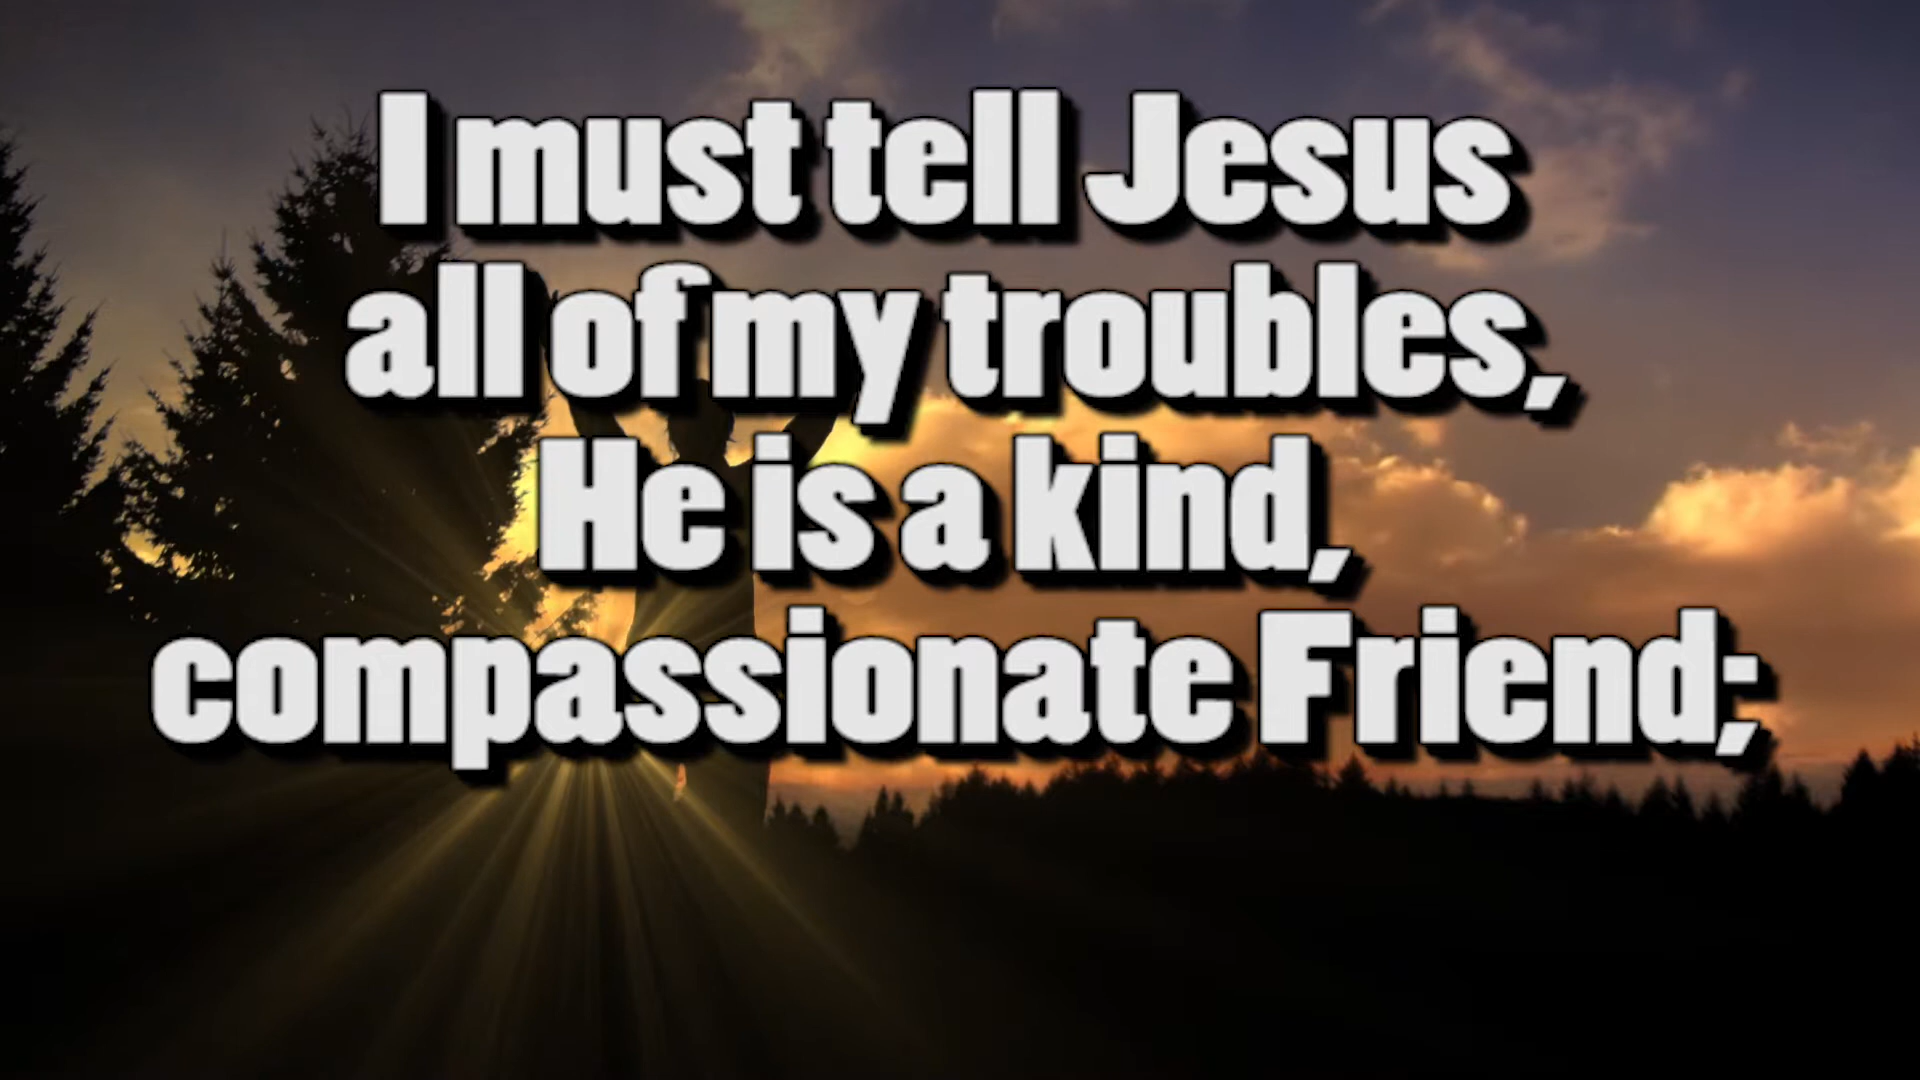 I must tell Jesus
all of my troubles,
He is a kind,
compassionate Friend;